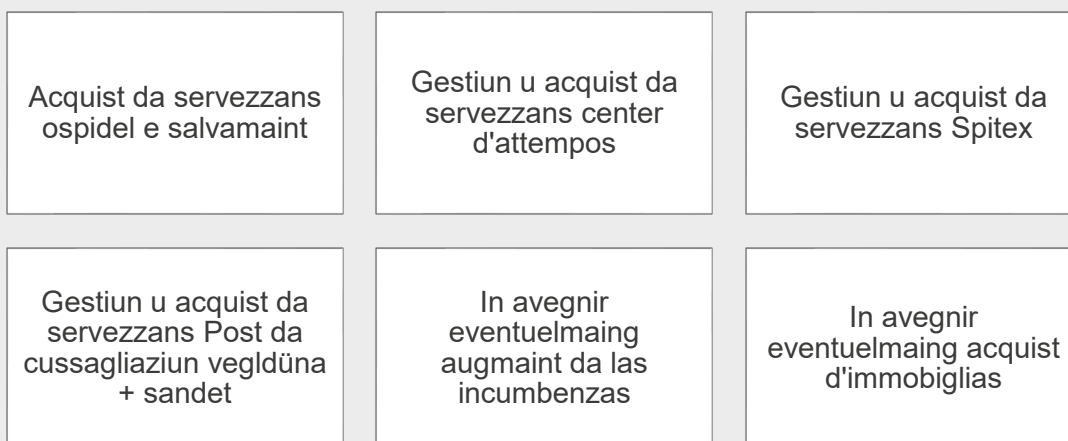 Acquist da servezzans
ospidel e salvamaint
Gestiun u acquist da
servezzans center
d'attempos
Gestiun u acquist da
servezzans Spitex
Gestiun u acquist da
servezzans Post da
cussagliaziun vegldüna
+ sandet
In avegnir
eventuelmaing
augmaint da las
incumbenzas
In avegnir
eventuelmaing acquist
d'immobiglias